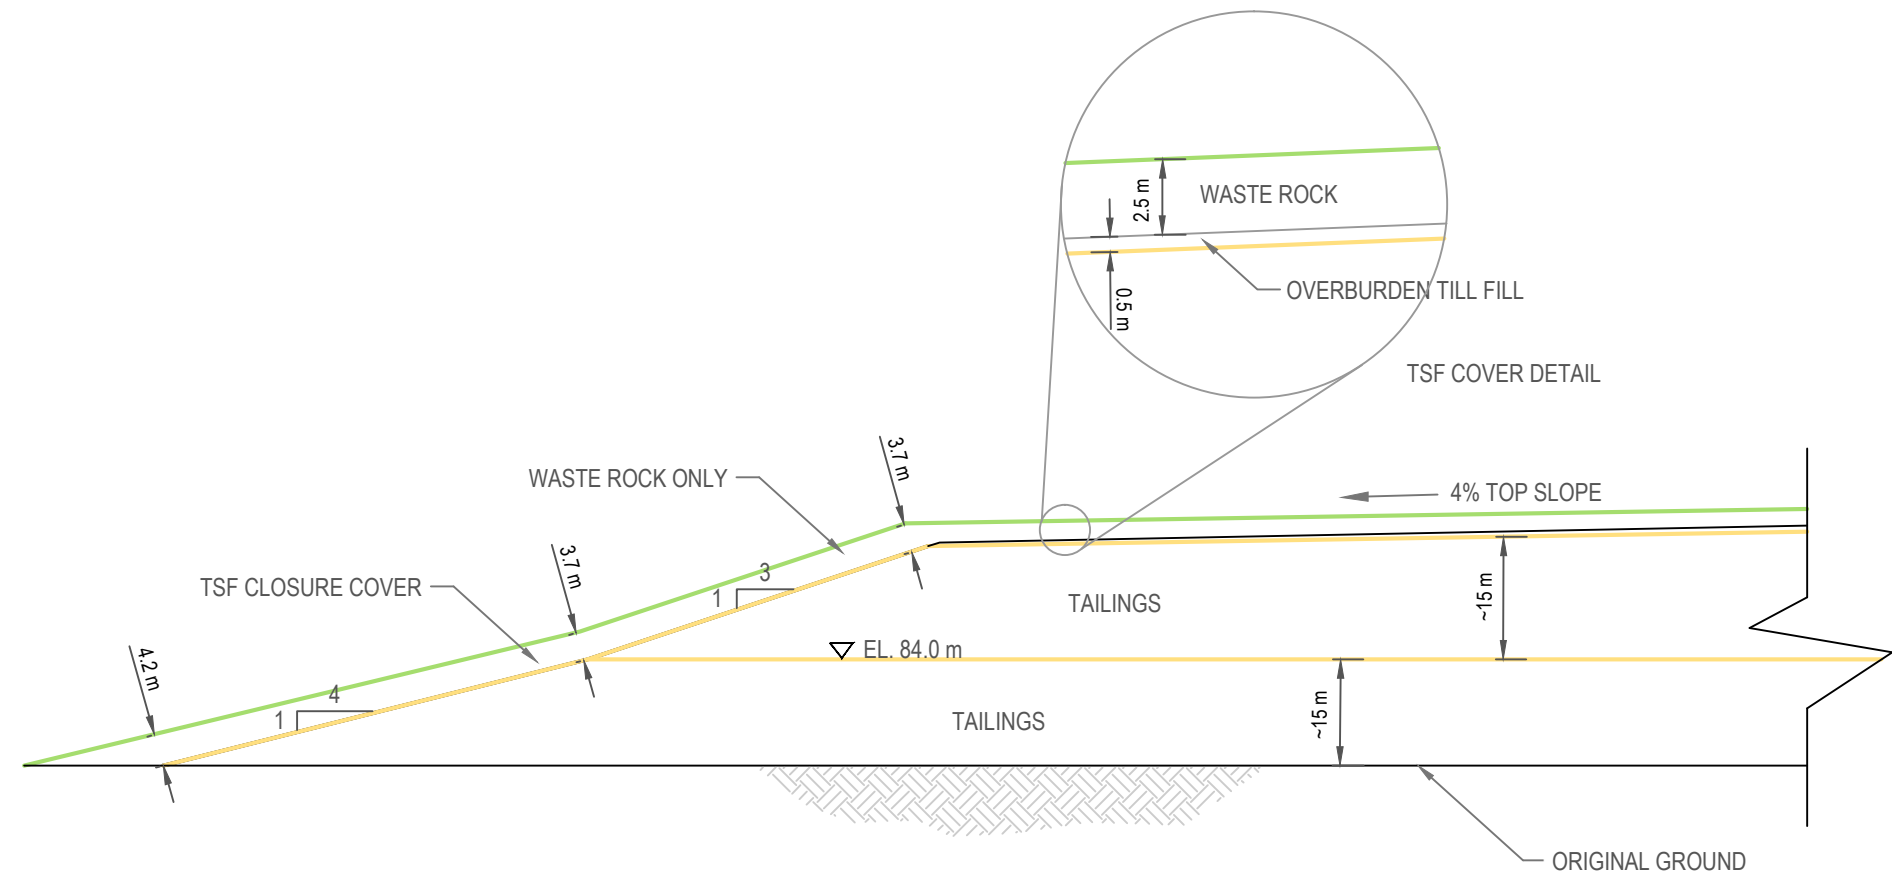 2.5 m
WASTE ROCK
0.5 m
OVERBURDEN TILL FILL
TSF COVER DETAIL
3.7 m
WASTE ROCK ONLY
4% TOP SLOPE
3.7 m
3
1
TSF CLOSURE COVER
TAILINGS
~15 m
4.2 m
EL. 84.0 m
4
1
TAILINGS
~15 m
ORIGINAL GROUND